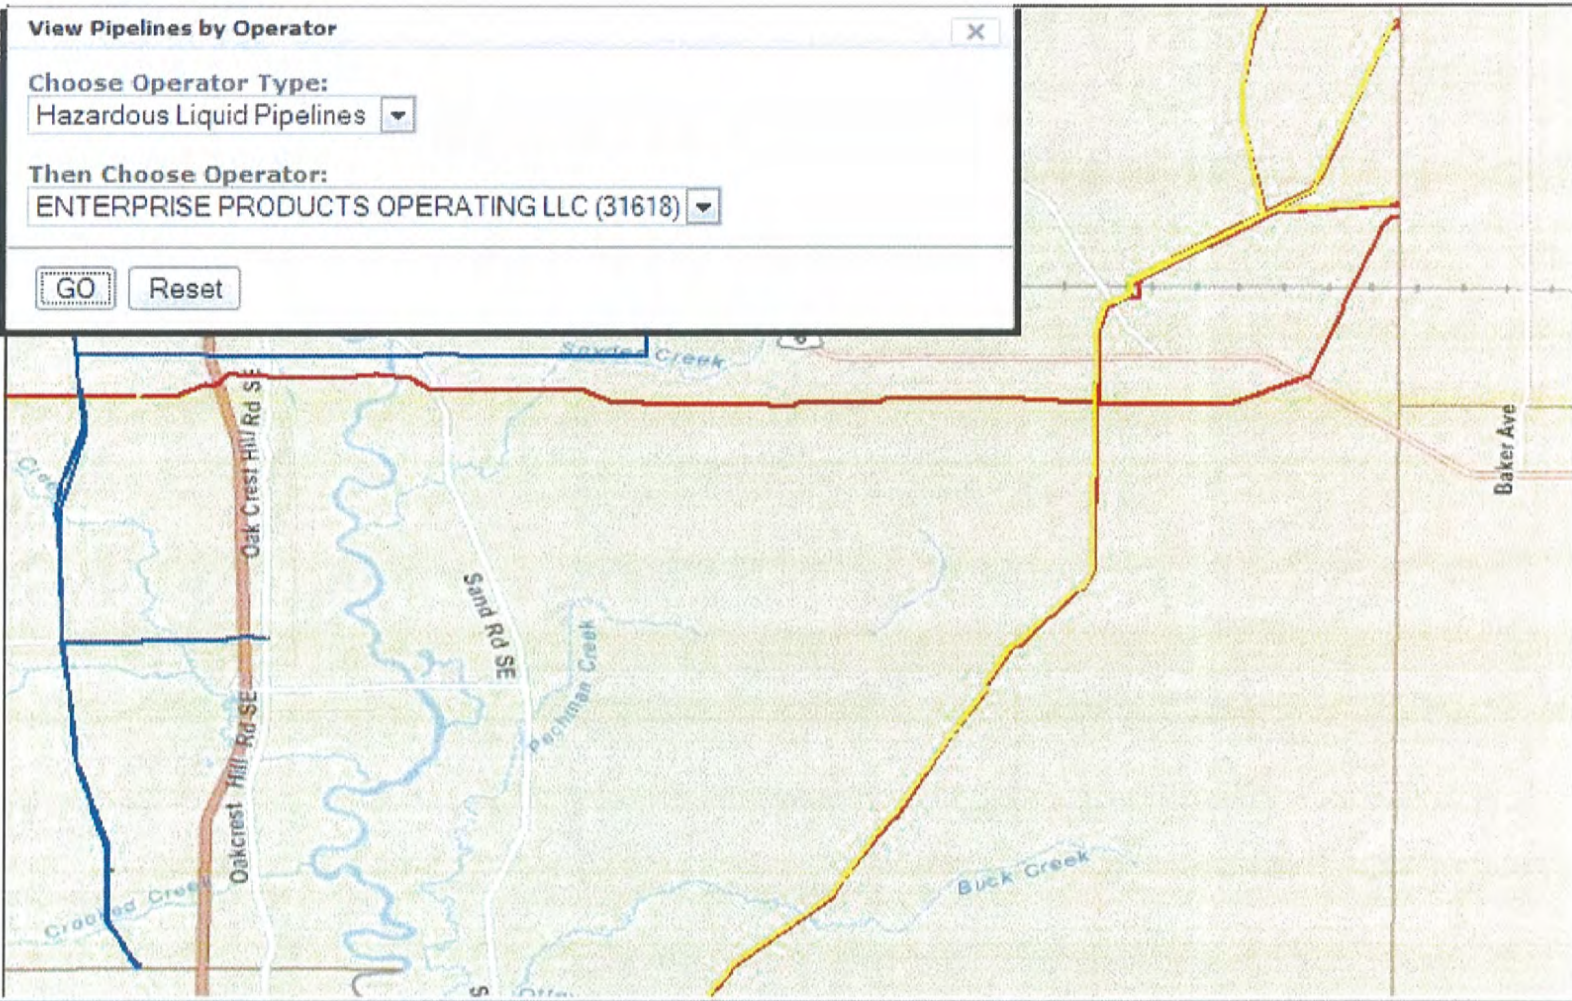 View Pipelines by Operator
Choose Operator Type:
Hazardous Liquid Pipelines
Then Choose Operator:
ENTERPRISE PRODUCTS OPERATING LLC (31618)
GO
Reset
Snyder Creek
Oak Crest Hill Rd SE
Baker Ave
Creek
Sand Rd SE
Pechman Creek
Oakcrest Hill Rd SE
Buck Creek
Crooked Creek
S